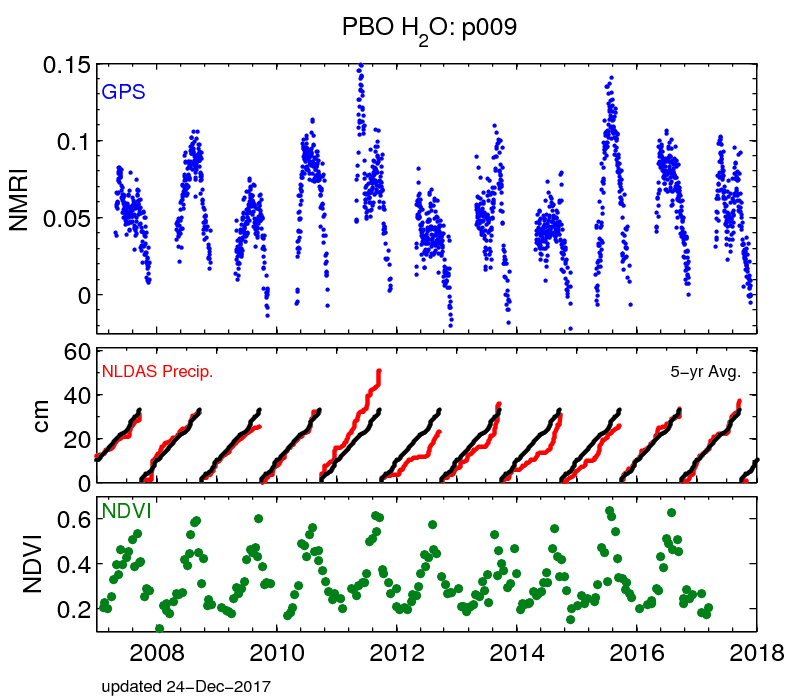 PBO H₂O: p009
0.15
GPS
0.1
NMRI
0.05
0
60
NLDAS Precip.
5-yr Avg.
40
cm
20
0
NDVI
0.6
NDVI
0.4
0.2
2008 2010 2012 2014 2016 2018
updated 24-Dec-2017